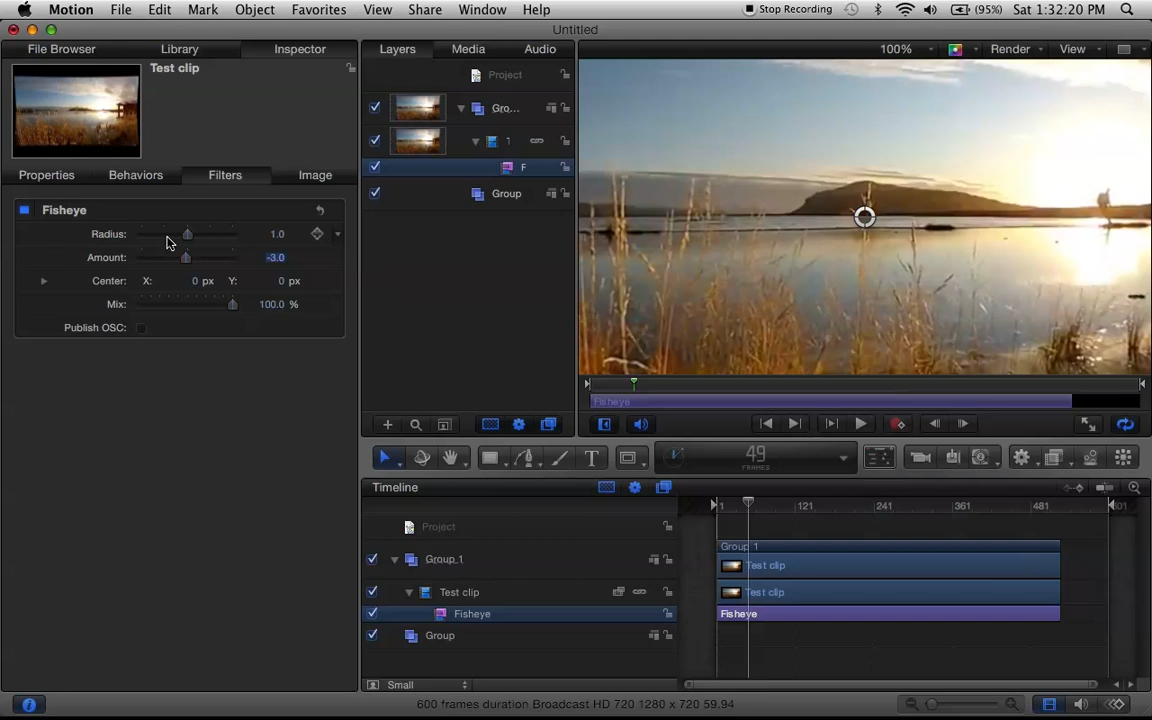 Motion File Edit Mark Object Favorites View Share Window Help Stop Recording (95%) Sat 1:32:20 PM
Untitled
File Browser Library Inspector
Layers Media Audio
100% Render View
Test clip
Project
Gro...
1
F
Group
Properties Behaviors Filters Image
Fisheye
Radius: 1.0
Amount: -3.0
Center: X: 0 px Y: 0 px
Mix: 100.0 %
Publish OSC:
Fisheye
49
FRAMES
Timeline
1 121 241 361 481 601
Project
Group 1
Group 1
Test clip
Test clip
Test clip
Fisheye
Fisheye
Group
Small
600 frames duration Broadcast HD 720 1280 x 720 59.94